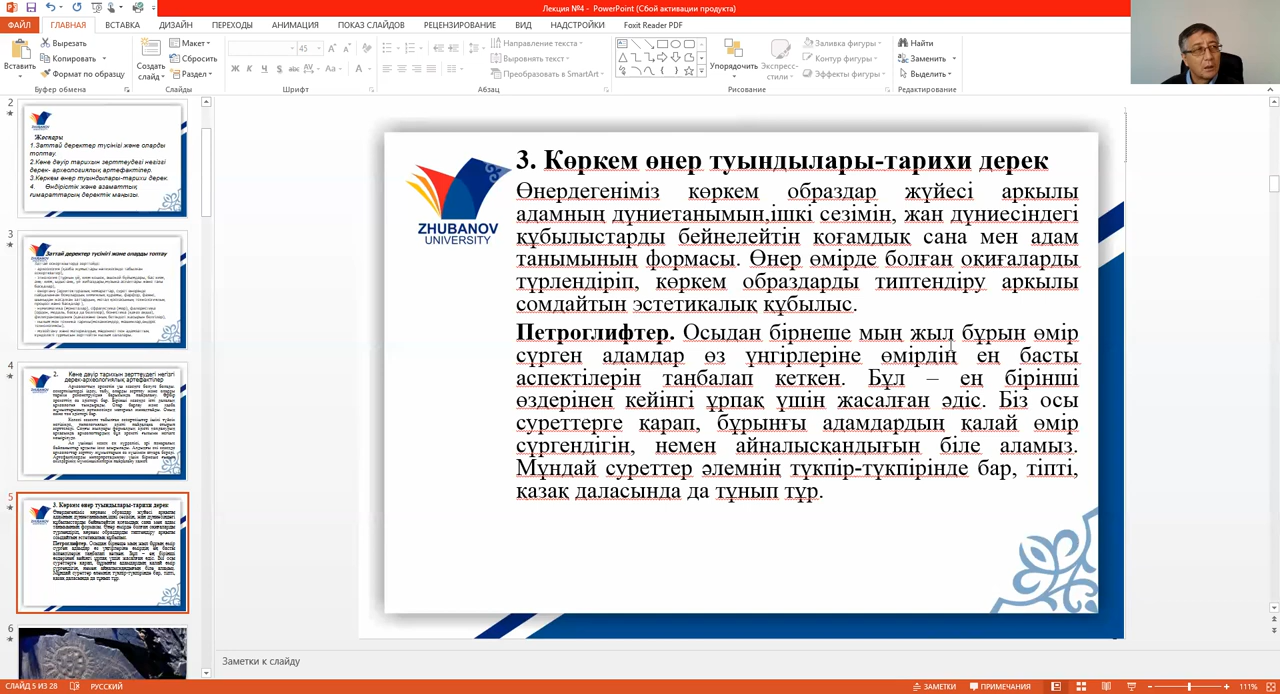 Лекция №4 - PowerPoint (Сбой активации продукта)
ФАЙЛ ГЛАВНАЯ ВСТАВКА ДИЗАЙН ПЕРЕХОДЫ АНИМАЦИЯ ПОКАЗ СЛАЙДОВ РЕЦЕНЗИРОВАНИЕ ВИД НАДСТРОЙКИ Foxit Reader PDF
Вставить
Вырезать
Копировать
Формат по образцу
Буфер обмена
Создать слайд
Макет
Сбросить
Раздел
Слайды
45
Шрифт
Направление текста
Выровнять текст
Преобразовать в SmartArt
Абзац
Упорядочить
Экспресс-стили
Заливка фигуры
Контур фигуры
Эффекты фигуры
Рисование
Найти
Заменить
Выделить
Редактирование
2
Жоспары
1.Заттай деректер түсінігі және оларды
топтау.
2.Көне дәуір тарихын зерттеудегі негізгі
дерек- археологиялық артефактілер.
3.Көркем өнер туындылары-тарихи дерек.
4. Өндірістік және азаматтық
ғимараттардың деректік маңызы.
3
Заттай деректер түсінігі және оларды топтау
4
2. Көне дәуір тарихын зерттеудегі негізгі
дерек-археологиялық артефактілер
5
6
ZHUBANOV
UNIVERSITY
3. Көркем өнер туындылары-тарихи дерек
Өнердегеніміз көркем образдар жүйесі арқылы
адамның дүниетанымын,ішкі сезімін, жан дүниесіндегі
құбылыстарды бейнелейтін қоғамдық сана мен адам
танымының формасы. Өнер өмірде болған оқиғаларды
түрлендіріп, көркем образдарды типтендіру арқылы
сомдайтын эстетикалық құбылыс.
Петроглифтер. Осыдан бірнеше мың жыл бұрын өмір
сүрген адамдар өз үңгірлеріне өмірдің ең басты
аспектілерін таңбалап кеткен. Бұл – ең бірінші
өздерінен кейінгі ұрпақ үшін жасалған әдіс. Біз осы
суреттерге қарап, бұрынғы адамдардың қалай өмір
сүргендігін, немен айналысқандығын біле аламыз.
Мұндай суреттер әлемнің түкпір-түкпірінде бар, тіпті,
қазақ даласында да тұнып тұр.
Заметки к слайду
СЛАЙД 5 ИЗ 28 РУССКИЙ ЗАМЕТКИ ПРИМЕЧАНИЯ 111%